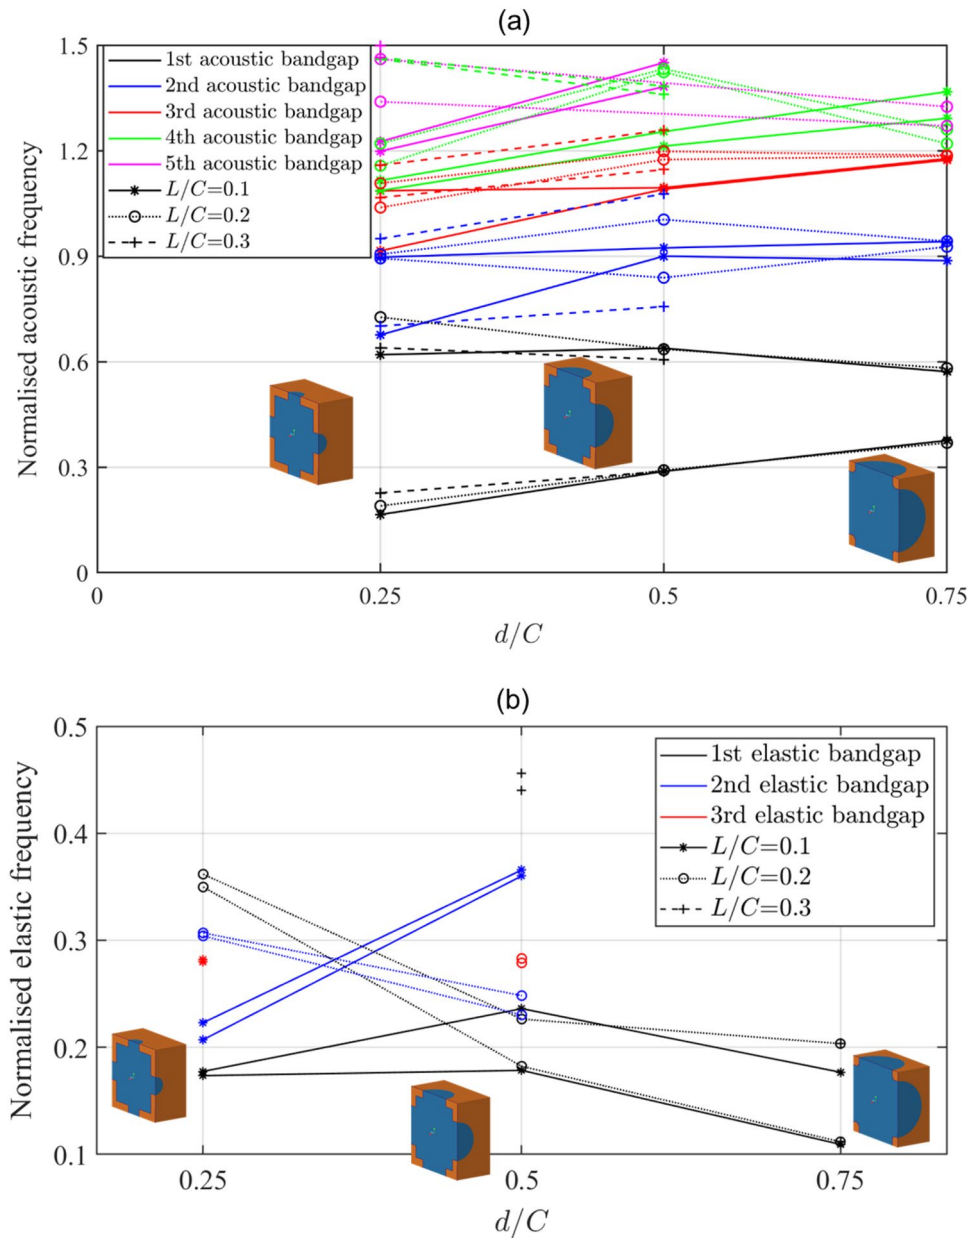 (a)
1.5
1.2
0.9
0.6
0.3
0
Normalised acoustic frequency
1st acoustic bandgap
2nd acoustic bandgap
3rd acoustic bandgap
4th acoustic bandgap
5th acoustic bandgap
L/C=0.1
L/C=0.2
L/C=0.3
0 0.25 0.5 0.75
d/C
(b)
0.5
0.4
0.3
0.2
0.1
Normalised elastic frequency
1st elastic bandgap
2nd elastic bandgap
3rd elastic bandgap
L/C=0.1
L/C=0.2
L/C=0.3
0.25 0.5 0.75
d/C